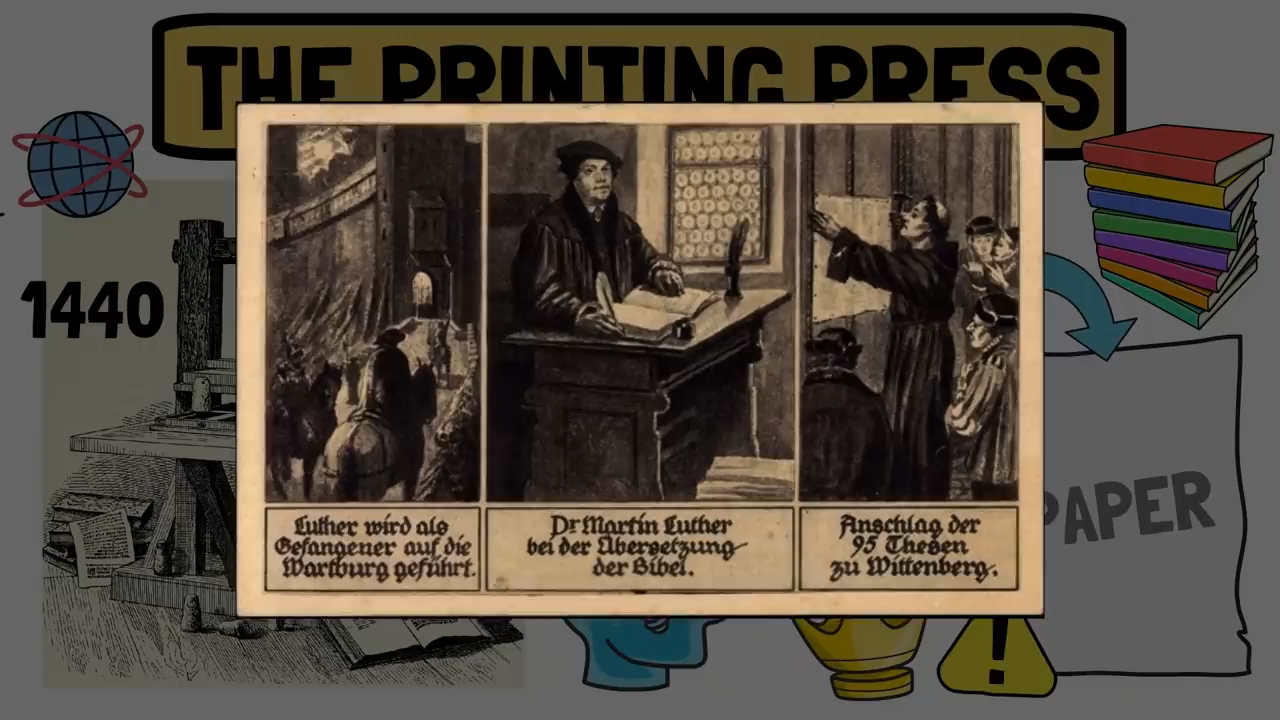 THE PRINTING PRESS
1440
PAPER
Luther wird als
Gefangener auf die
Wartburg geführt.
Dr Martin Luther
bei der Übersetzung
der Bibel.
Anschlag der
95 Thesen
zu Wittenberg.
!